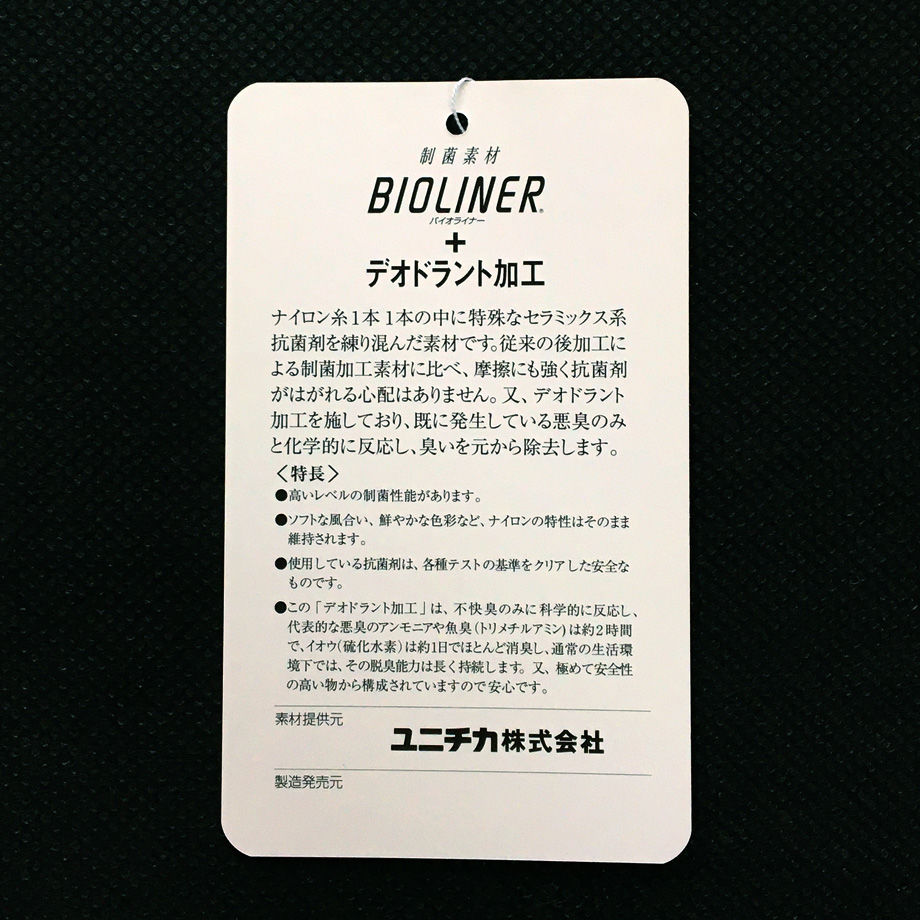 制菌素材
BIOLINER®
バイオライナー
+
デオドラント加工
ナイロン糸1本1本の中に特殊なセラミックス系
抗菌剤を練り混んだ素材です。従来の後加工に
よる制菌加工素材に比べ、摩擦にも強く抗菌剤
がはがれる心配はありません。又、デオドラント
加工を施しており、既に発生している悪臭のみ
と化学的に反応し、臭いを元から除去します。
〈特長〉
●高いレベルの制菌性能があります。
●ソフトな風合い、鮮やかな色彩など、ナイロンの特性はそのまま
維持されます。
●使用している抗菌剤は、各種テストの基準をクリアした安全な
ものです。
●この「デオドラント加工」は、不快臭のみに科学的に反応し、
代表的な悪臭のアンモニアや魚臭(トリメチルアミン)は約2時間
で、イオウ(硫化水素)は約1日でほとんど消臭し、通常の生活環
境下では、その脱臭能力は長く持続します。又、極めて安全性
の高い物から構成されていますので安心です。
素材提供元
ユニチカ株式会社
製造発売元